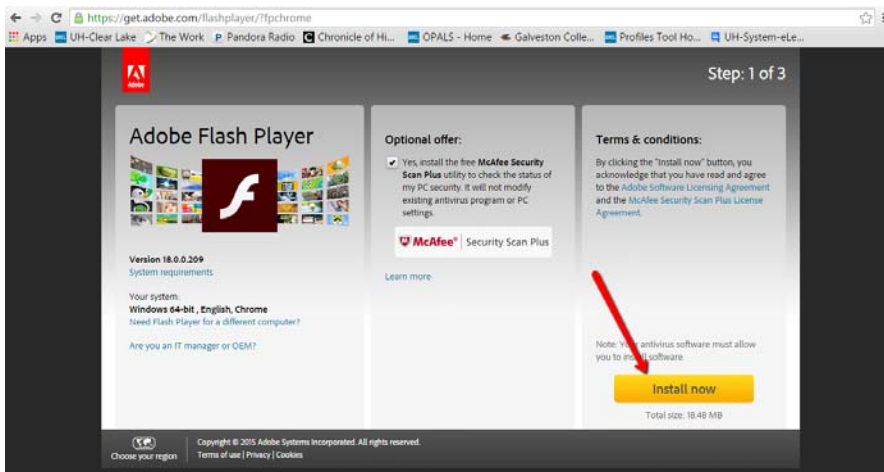 https://get.adobe.com/flashplayer/?fpchrome
Apps UH-Clear Lake The Work Pandora Radio Chronicle of Hi... OPALS - Home Galveston Colle... Profiles Tool Ho... UH-System-eLe...
Adobe
Step: 1 of 3
Adobe Flash Player
Version 18.0.0.209
System requirements
Your system:
Windows 64-bit , English, Chrome
Need Flash Player for a different computer?
Are you an IT manager or OEM?
Optional offer:
Yes, install the free McAfee Security
Scan Plus utility to check the status of
my PC security. It will not modify
existing antivirus program or PC
settings.
McAfee® Security Scan Plus
Learn more
Terms & conditions:
By clicking the "Install now" button, you
acknowledge that you have read and agree
to the Adobe Software Licensing Agreement
and the McAfee Security Scan Plus License
Agreement.
Note: Your antivirus software must allow
you to install software.
Install now
Total size: 18.48 MB
Choose your region
Copyright © 2015 Adobe Systems Incorporated. All rights reserved.
Terms of use | Privacy | Cookies